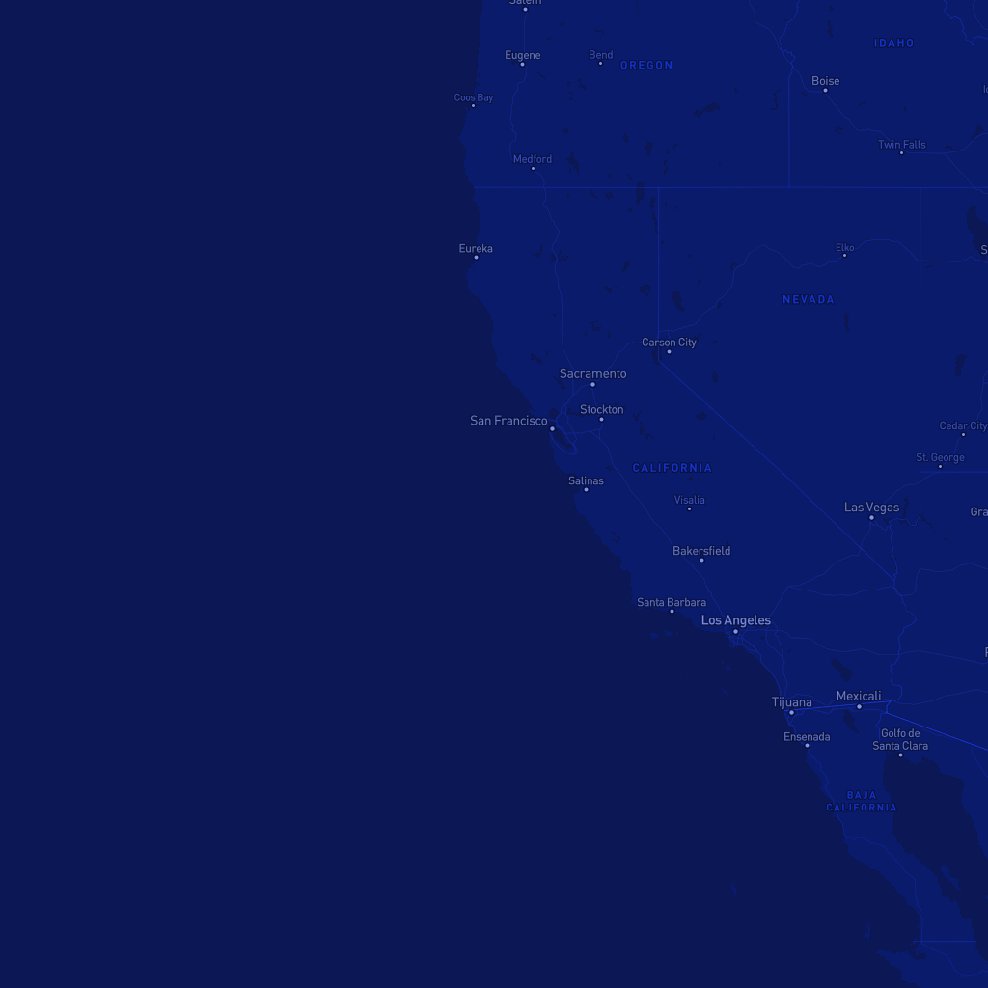 Salem
IDAHO
Eugene
Bend
OREGON
Boise
Coos Bay
Twin Falls
Medford
Eureka
Elko
NEVADA
Carson City
Sacramento
Stockton
San Francisco
Cedar City
St. George
CALIFORNIA
Salinas
Visalia
Las Vegas
Gra
Bakersfield
Santa Barbara
Los Angeles
Mexicali
Tijuana
Ensenada
Golfo de
Santa Clara
BAJA
CALIFORNIA